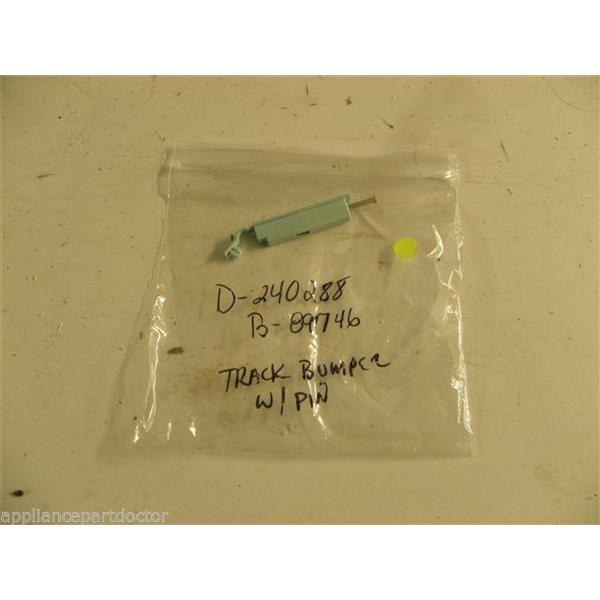 D-240288
B-89746
TRACK BUMPER
W/PIN
appliancepartdoctor